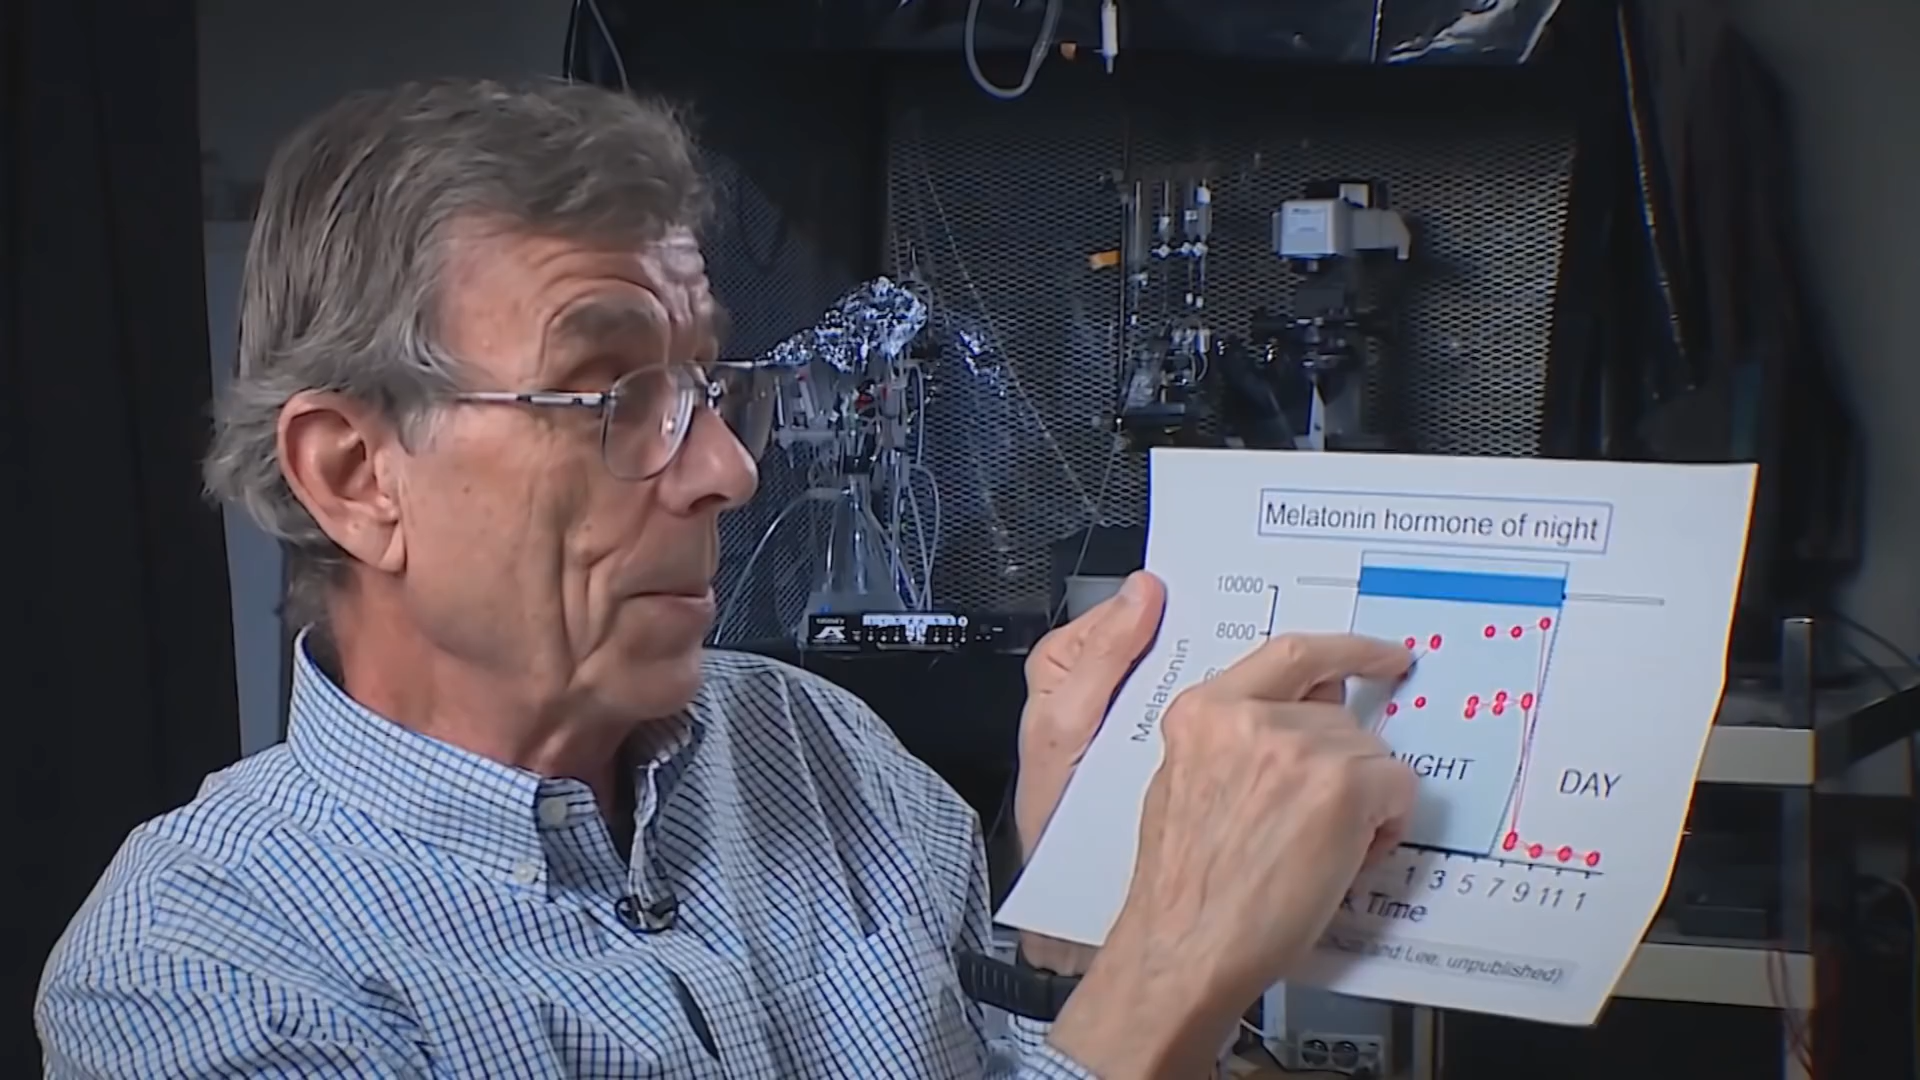 Melatonin hormone of night
10000
8000
Melatonin
NIGHT
DAY
1 3 5 7 9 11 1
Time
and Lee, unpublished)